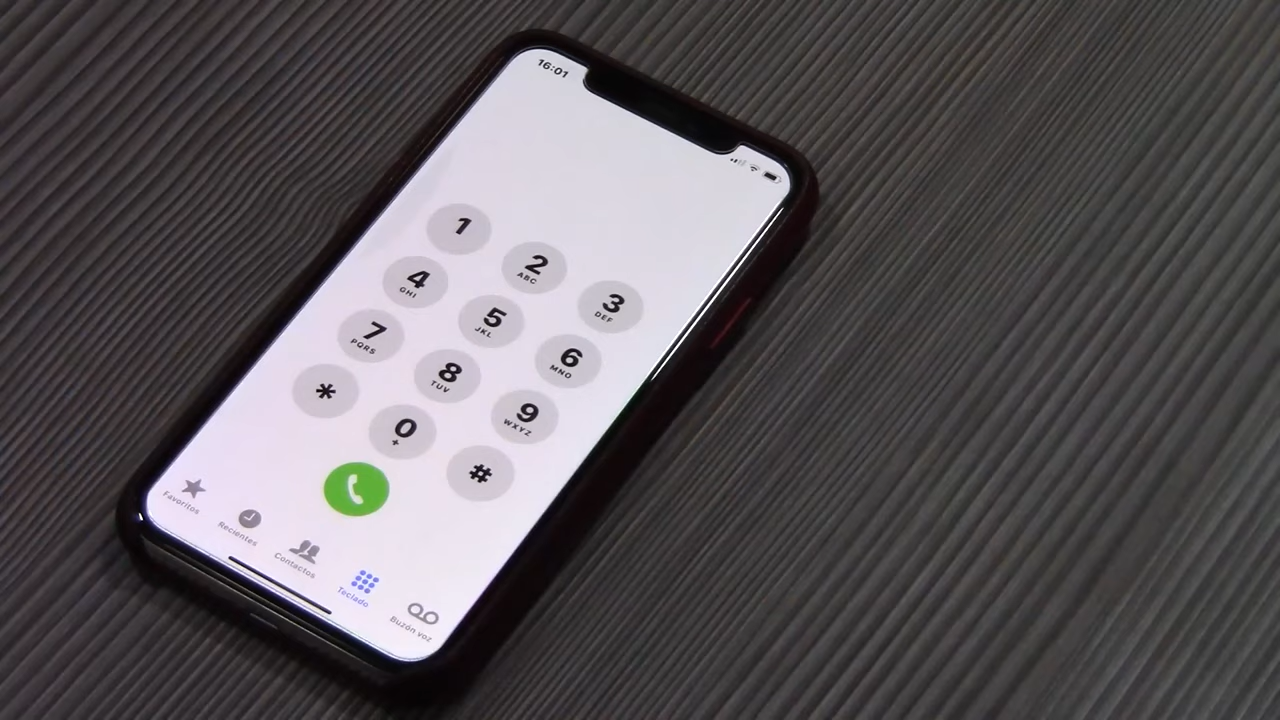 16:01
1
2
ABC
3
DEF
4
GHI
5
JKL
6
MNO
7
PQRS
8
TUV
9
WXYZ
*
0
+
#
Favoritos
Recientes
Contactos
Teclado
Buzón voz